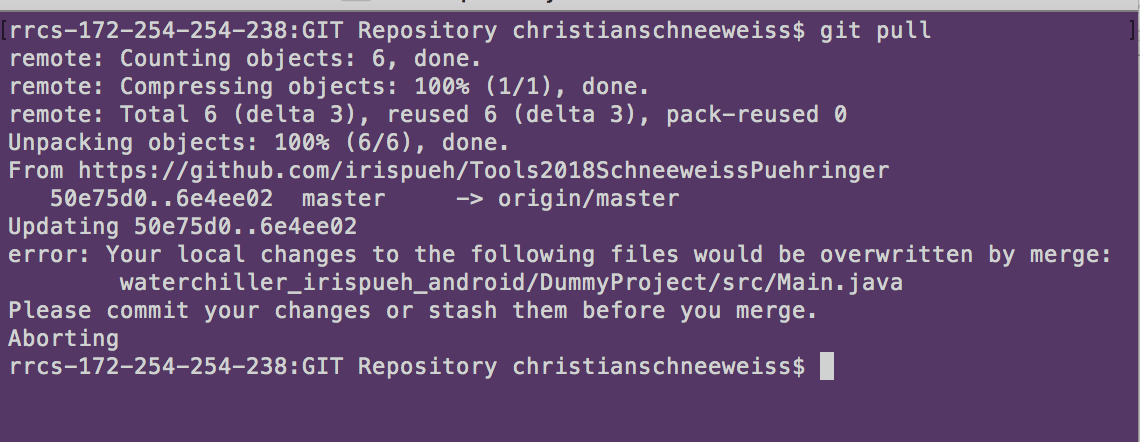 [rrcs-172-254-254-238:GIT Repository christianschneeweiss$ git pull ]
remote: Counting objects: 6, done.
remote: Compressing objects: 100% (1/1), done.
remote: Total 6 (delta 3), reused 6 (delta 3), pack-reused 0
Unpacking objects: 100% (6/6), done.
From https://github.com/irispueh/Tools2018SchneeweissPuehringer
   50e75d0..6e4ee02  master     -> origin/master
Updating 50e75d0..6e4ee02
error: Your local changes to the following files would be overwritten by merge:
        waterchiller_irispueh_android/DummyProject/src/Main.java
Please commit your changes or stash them before you merge.
Aborting
rrcs-172-254-254-238:GIT Repository christianschneeweiss$